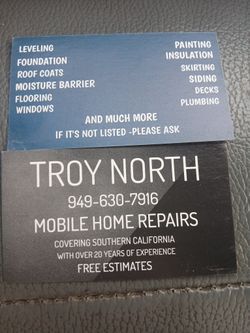 LEVELING
PAINTING
FOUNDATION
INSULATION
ROOF COATS
SKIRTING
MOISTURE BARRIER
SIDING
FLOORING
DECKS
WINDOWS
PLUMBING
AND MUCH MORE
IF IT'S NOT LISTED -PLEASE ASK
TROY NORTH
949-630-7916
MOBILE HOME REPAIRS
COVERING SOUTHERN CALIFORNIA
WITH OVER 20 YEARS OF EXPERIENCE
FREE ESTIMATES